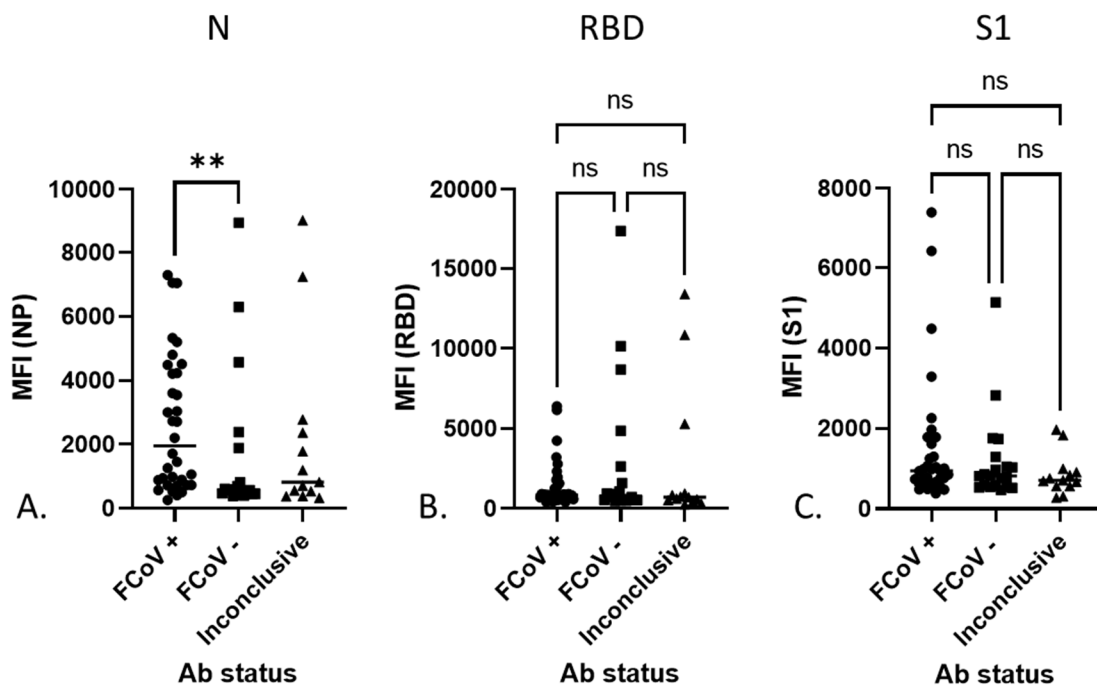 N
**
MFI (NP)
10000
8000
6000
4000
2000
0
A.
FCoV +
FCoV -
Inconclusive
Ab status
RBD
ns
ns
ns
MFI (RBD)
20000
15000
10000
5000
0
B.
FCoV +
FCoV -
Inconclusive
Ab status
S1
ns
ns
ns
MFI (S1)
8000
6000
4000
2000
0
C.
FCoV +
FCoV -
Inconclusive
Ab status